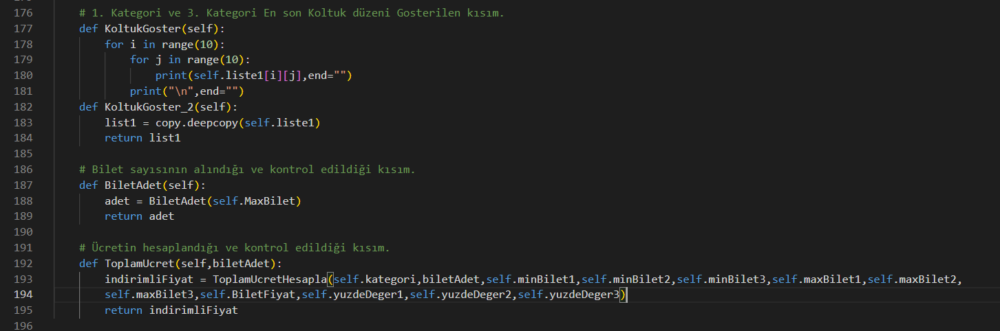 176 # 1. Kategori ve 3. Kategori En son Koltuk düzeni Gosterilen kısım.
177 def KoltukGoster(self):
178 for i in range(10):
179 for j in range(10):
180 print(self.liste1[i][j],end="")
181 print("\n",end="")
182 def KoltukGoster_2(self):
183 list1 = copy.deepcopy(self.liste1)
184 return list1
185
186 # Bilet sayısının alındığı ve kontrol edildiği kısım.
187 def BiletAdet(self):
188 adet = BiletAdet(self.MaxBilet)
189 return adet
190
191 # Ücretin hesaplandığı ve kontrol edildiği kısım.
192 def ToplamUcret(self,biletAdet):
193 indirimliFiyat = ToplamUcretHesapla(self.kategori,biletAdet,self.minBilet1,self.minBilet2,self.minBilet3,self.maxBilet1,self.maxBilet2,
194 self.maxBilet3,self.BiletFiyat,self.yuzdeDeger1,self.yuzdeDeger2,self.yuzdeDeger3)
195 return indirimliFiyat
196